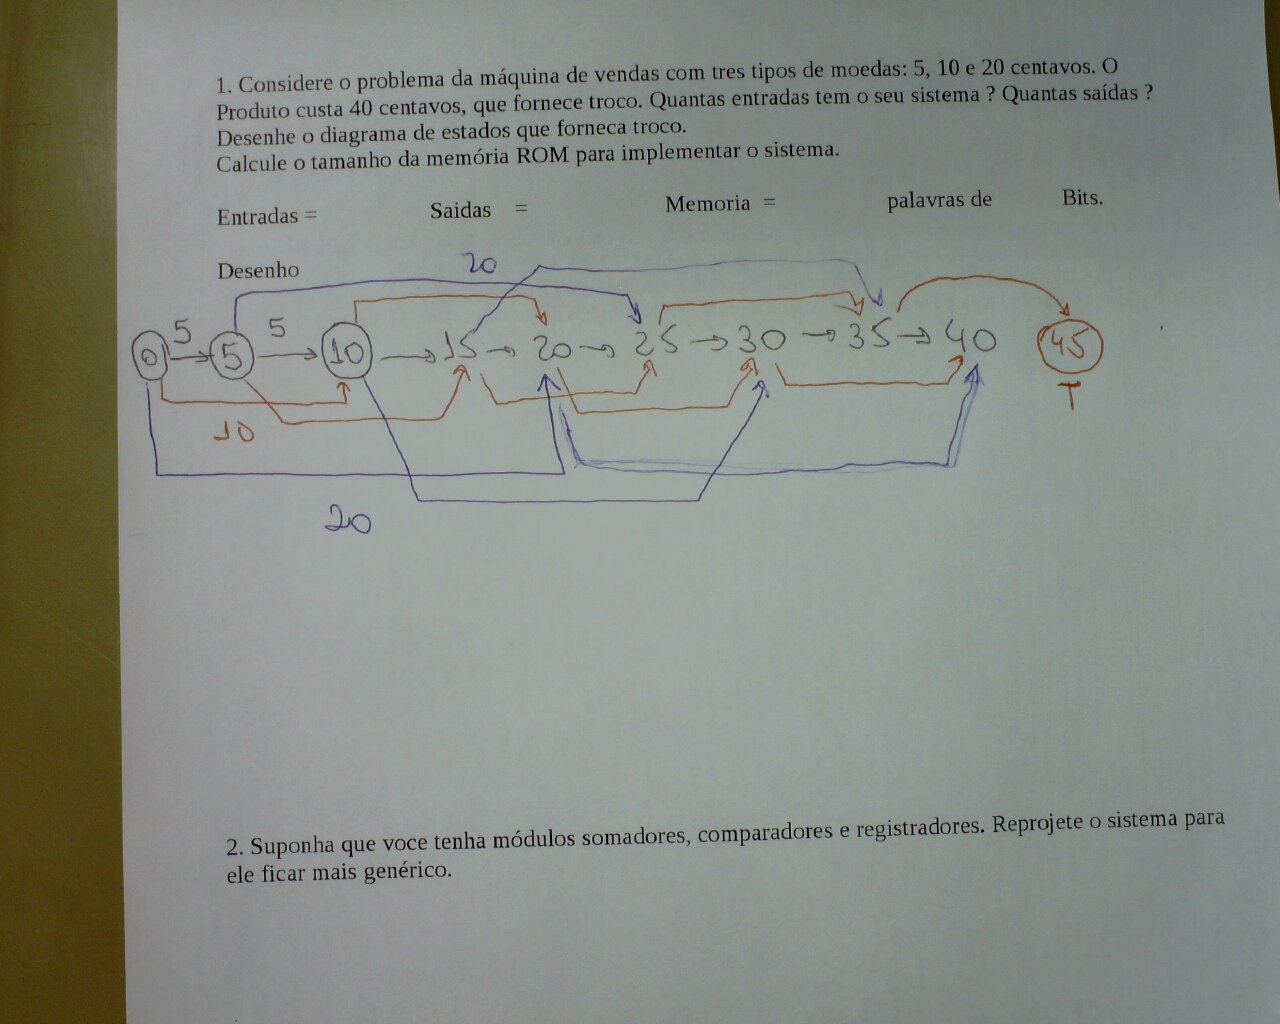 1. Considere o problema da máquina de vendas com tres tipos de moedas: 5, 10 e 20 centavos. O
Produto custa 40 centavos, que fornece troco. Quantas entradas tem o seu sistema ? Quantas saídas ?
Desenhe o diagrama de estados que forneca troco.
Calcule o tamanho da memória ROM para implementar o sistema.
Entradas = Saidas = Memoria = palavras de Bits.
Desenho 20
5 5
0 5 10 15 20 25 30 35 40 45
T
10
20
2. Suponha que voce tenha módulos somadores, comparadores e registradores. Reprojete o sistema para
ele ficar mais genérico.